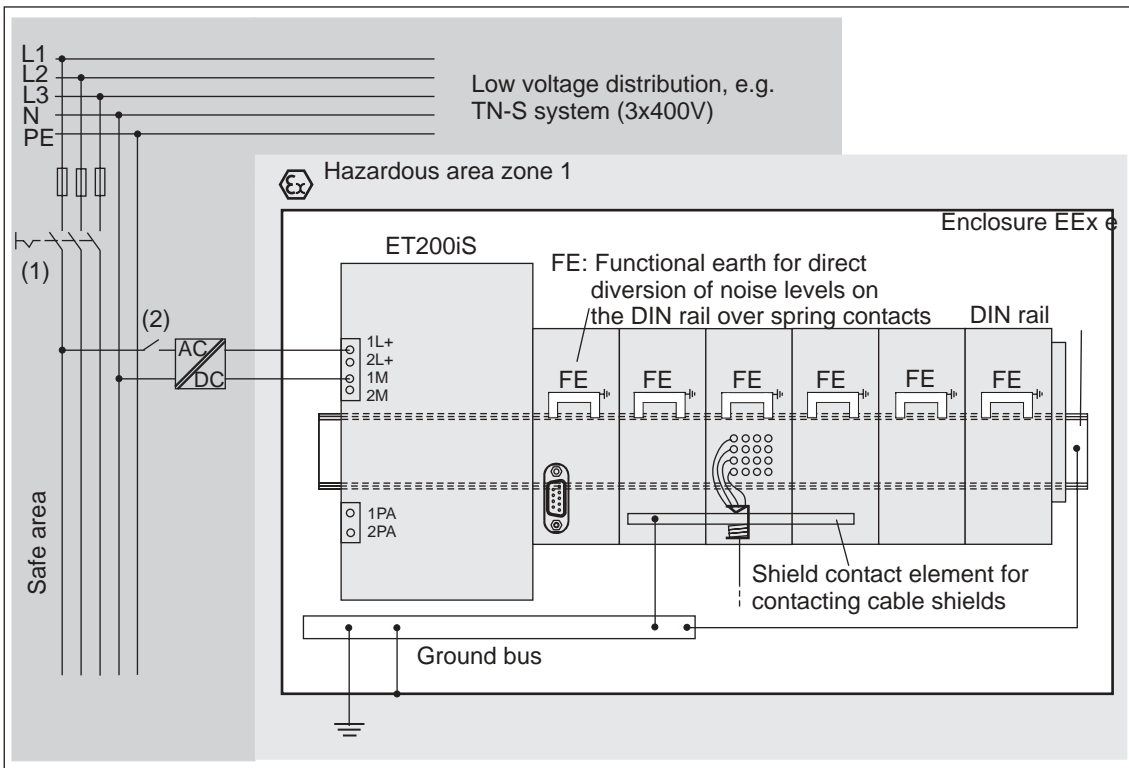 L1
L2
L3
N
PE
Low voltage distribution, e.g.
TN-S system (3x400V)
Ex
Hazardous area zone 1
Enclosure EEx e
ET200iS
FE: Functional earth for direct
diversion of noise levels on
the DIN rail over spring contacts
DIN rail
(1)
(2)
AC
DC
1L+
2L+
1M
2M
FE
FE
FE
FE
FE
FE
1PA
2PA
Safe area
Shield contact element for
contacting cable shields
Ground bus